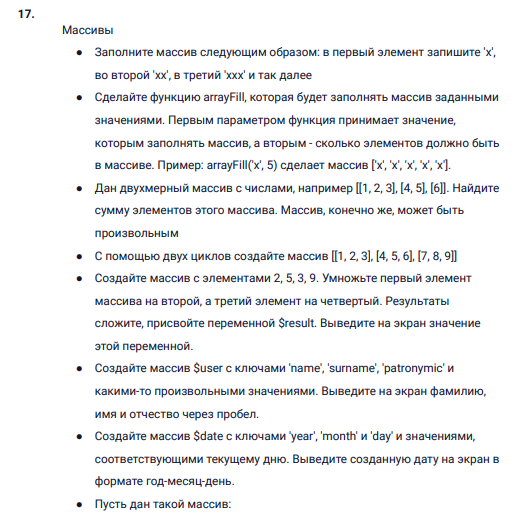 17.
Массивы
● Заполните массив следующим образом: в первый элемент запишите 'x',
во второй 'xx', в третий 'xxx' и так далее
● Сделайте функцию arrayFill, которая будет заполнять массив заданными
значениями. Первым параметром функция принимает значение,
которым заполнять массив, а вторым - сколько элементов должно быть
в массиве. Пример: arrayFill('x', 5) сделает массив ['x', 'x', 'x', 'x', 'x'].
● Дан двухмерный массив с числами, например [[1, 2, 3], [4, 5], [6]]. Найдите
сумму элементов этого массива. Массив, конечно же, может быть
произвольным
● С помощью двух циклов создайте массив [[1, 2, 3], [4, 5, 6], [7, 8, 9]]
● Создайте массив с элементами 2, 5, 3, 9. Умножьте первый элемент
массива на второй, а третий элемент на четвертый. Результаты
сложите, присвойте переменной $result. Выведите на экран значение
этой переменной.
● Создайте массив $user с ключами 'name', 'surname', 'patronymic' и
какими-то произвольными значениями. Выведите на экран фамилию,
имя и отчество через пробел.
● Создайте массив $date с ключами 'year', 'month' и 'day' и значениями,
соответствующими текущему дню. Выведите созданную дату на экран в
формате год-месяц-день.
● Пусть дан такой массив: